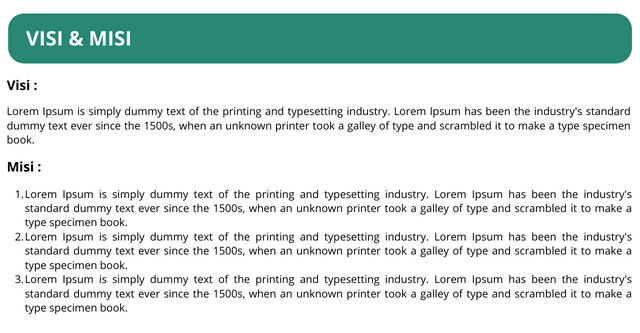 VISI & MISI
Visi :
Lorem Ipsum is simply dummy text of the printing and typesetting industry. Lorem Ipsum has been the industry's standard
dummy text ever since the 1500s, when an unknown printer took a galley of type and scrambled it to make a type specimen
book.
Misi :
1. Lorem Ipsum is simply dummy text of the printing and typesetting industry. Lorem Ipsum has been the industry's
standard dummy text ever since the 1500s, when an unknown printer took a galley of type and scrambled it to make a
type specimen book.
2. Lorem Ipsum is simply dummy text of the printing and typesetting industry. Lorem Ipsum has been the industry's
standard dummy text ever since the 1500s, when an unknown printer took a galley of type and scrambled it to make a
type specimen book.
3. Lorem Ipsum is simply dummy text of the printing and typesetting industry. Lorem Ipsum has been the industry's
standard dummy text ever since the 1500s, when an unknown printer took a galley of type and scrambled it to make a
type specimen book.